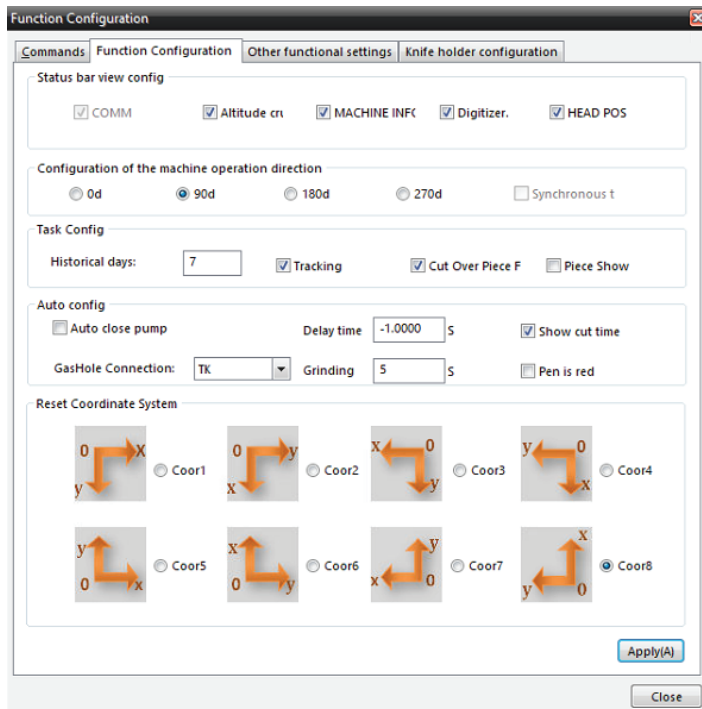 Function Configuration
Commands Function Configuration Other functional settings Knife holder configuration
Status bar view config
COMM Altitude cru MACHINE INF( Digitizer. HEAD POS
Configuration of the machine operation direction
0d 90d 180d 270d Synchronous t
Task Config
Historical days: 7 Tracking Cut Over Piece F Piece Show
Auto config
Auto close pump Delay time -1.0000 S Show cut time
GasHole Connection: TK Grinding 5 S Pen is red
Reset Coordinate System
0 x y Coor1 0 y x Coor2 x 0 y Coor3 y 0 x Coor4
y 0 x Coor5 x 0 y Coor6 y x 0 Coor7 x y 0 Coor8
Apply(A)
Close